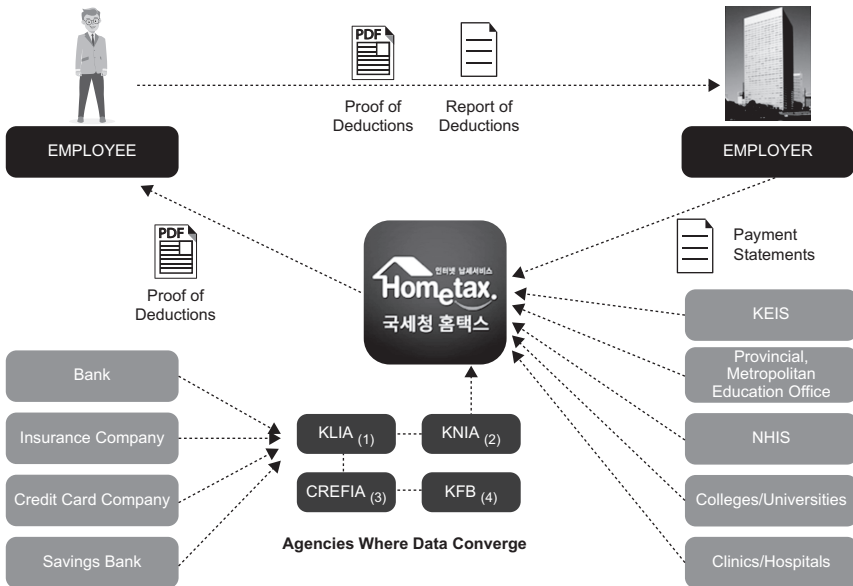 PDF
Proof of
Deductions
Report of
Deductions
EMPLOYEE
EMPLOYER
PDF
Proof of
Deductions
인터넷 납세서비스
Hometax.
국세청 홈택스
Payment
Statements
KEIS
Provincial,
Metropolitan
Education Office
NHIS
Colleges/Universities
Clinics/Hospitals
Bank
Insurance Company
Credit Card Company
Savings Bank
KLIA (1)
KNIA (2)
CREFIA (3)
KFB (4)
Agencies Where Data Converge